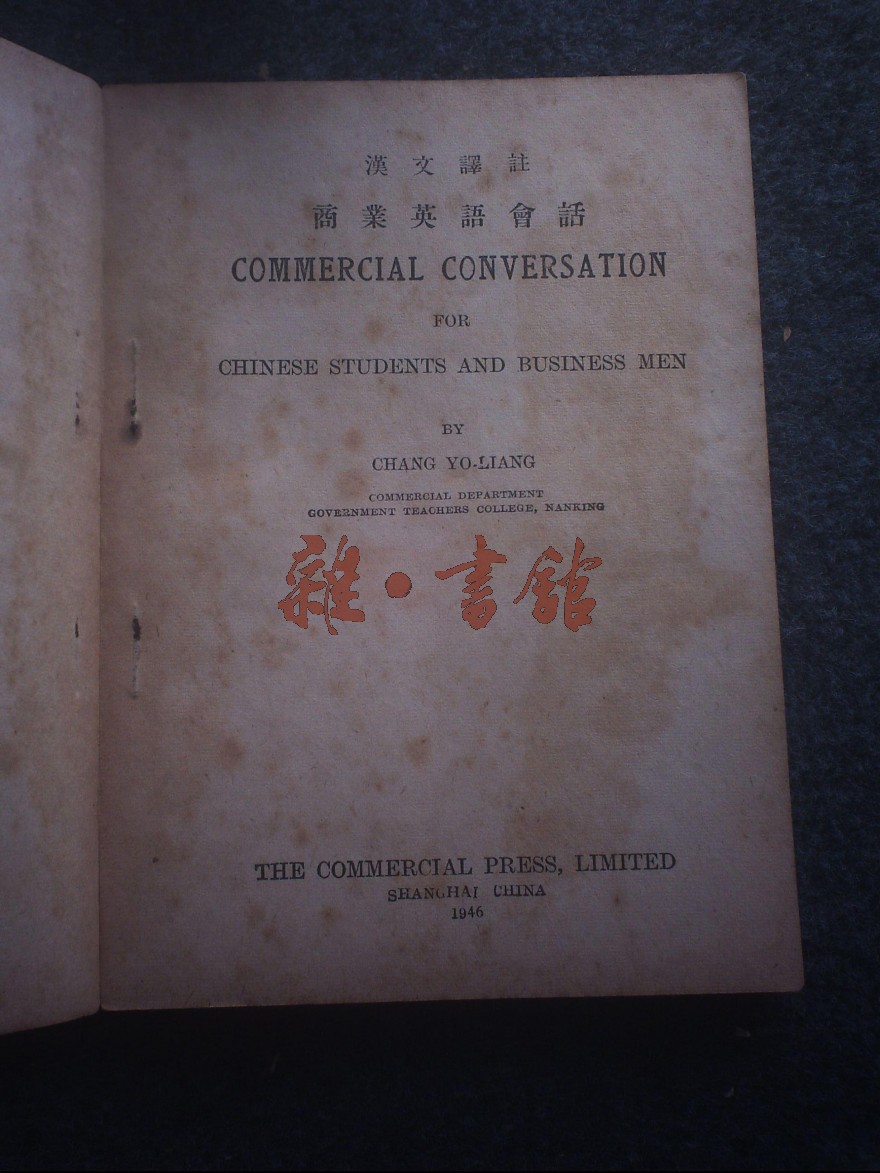 漢文譯註
商業英語會話
COMMERCIAL CONVERSATION
FOR
CHINESE STUDENTS AND BUSINESS MEN
BY
CHANG YO-LIANG
COMMERCIAL DEPARTMENT
GOVERNMENT TEACHERS COLLEGE, NANKING
雜·書館
THE COMMERCIAL PRESS, LIMITED
SHANGHAI CHINA
1946